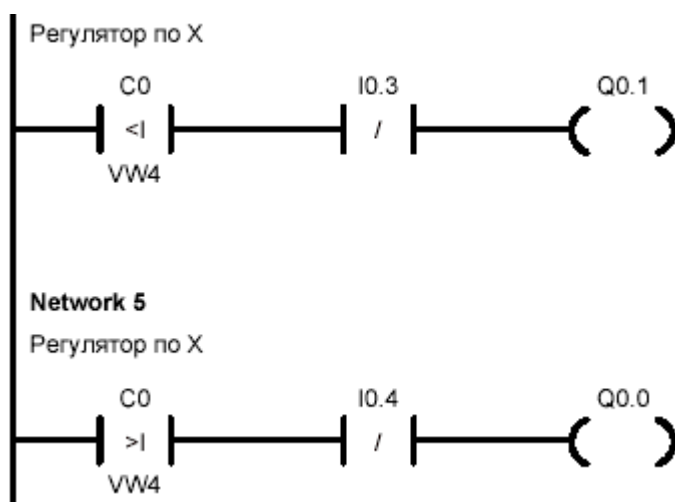 Регулятор по X
C0 I0.3 Q0.1
<I /
VW4
Network 5
Регулятор по X
C0 I0.4 Q0.0
>I /
VW4